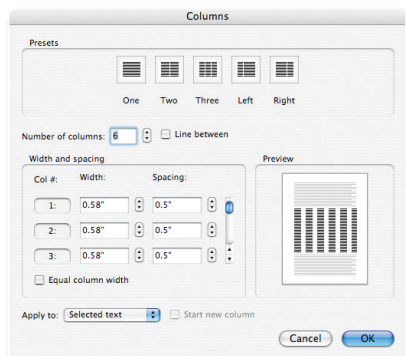 Columns
Presets
One Two Three Left Right
Number of columns: 6 Line between
Width and spacing Preview
Col #: Width: Spacing:
1: 0.58" 0.5"
2: 0.58" 0.5"
3: 0.58" 0.5"
Equal column width
Apply to: Selected text Start new column
Cancel OK